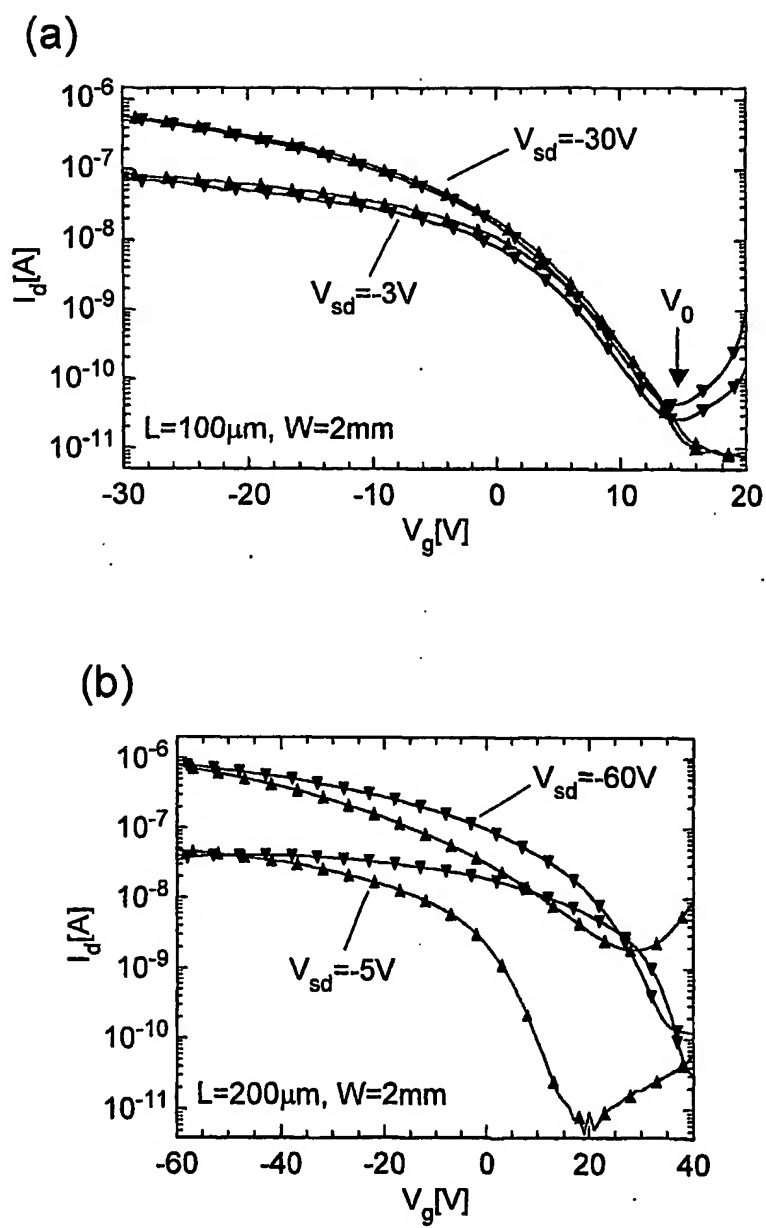 (a)
10^-6
10^-7
10^-8
10^-9
10^-10
10^-11
I_d[A]
V_sd=-30V
V_sd=-3V
V_0
L=100μm, W=2mm
-30 -20 -10 0 10 20
V_g[V]
(b)
10^-6
10^-7
10^-8
10^-9
10^-10
10^-11
I_d[A]
V_sd=-60V
V_sd=-5V
L=200μm, W=2mm
-60 -40 -20 0 20 40
V_g[V]